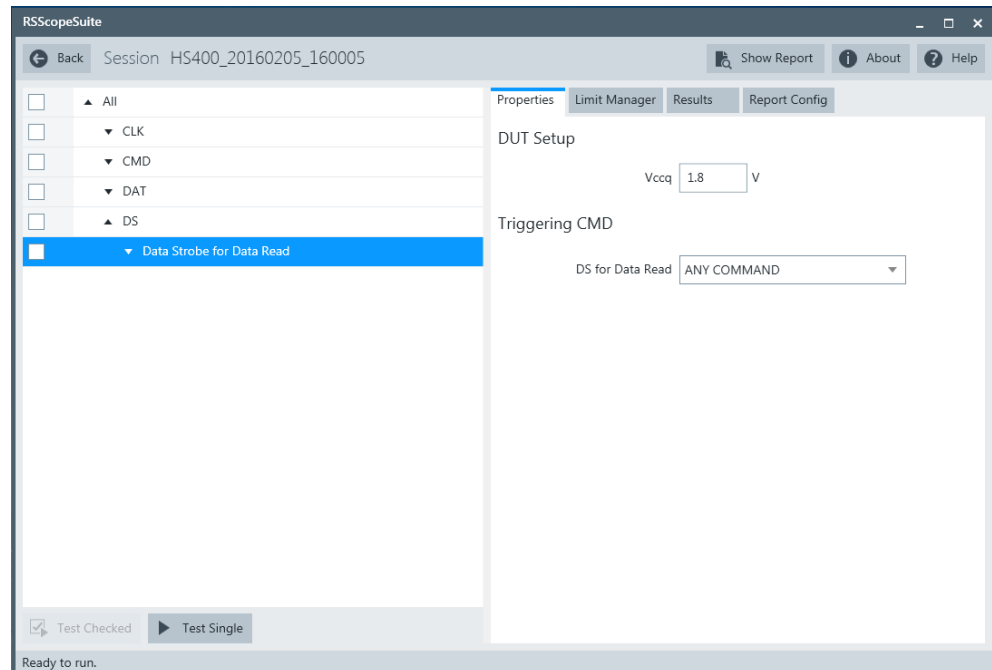 RSScopeSuite
Back Session HS400_20160205_160005 Show Report About Help
All
CLK
CMD
DAT
DS
Data Strobe for Data Read
Properties Limit Manager Results Report Config
DUT Setup
Vccq 1.8 V
Triggering CMD
DS for Data Read ANY COMMAND
Test Checked Test Single
Ready to run.